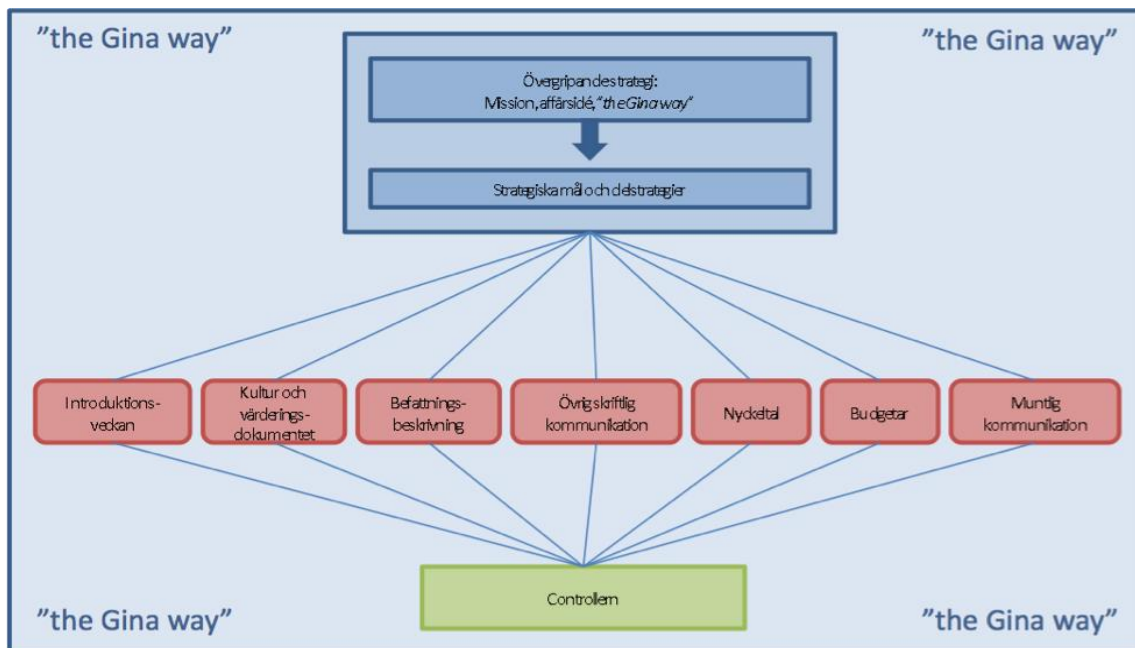 ”the Gina way”
”the Gina way”
Övergripande strategi:
Mission, affärsidé, ”the Gina way”
Strategiska mål och delstrategier
Introduktions-
veckan
Kultur och
värderings-
dokumentet
Befattnings-
beskrivning
Övrig skriftlig
kommunikation
Nyckeltal
Budgetar
Muntlig
kommunikation
Controllern
”the Gina way”
”the Gina way”